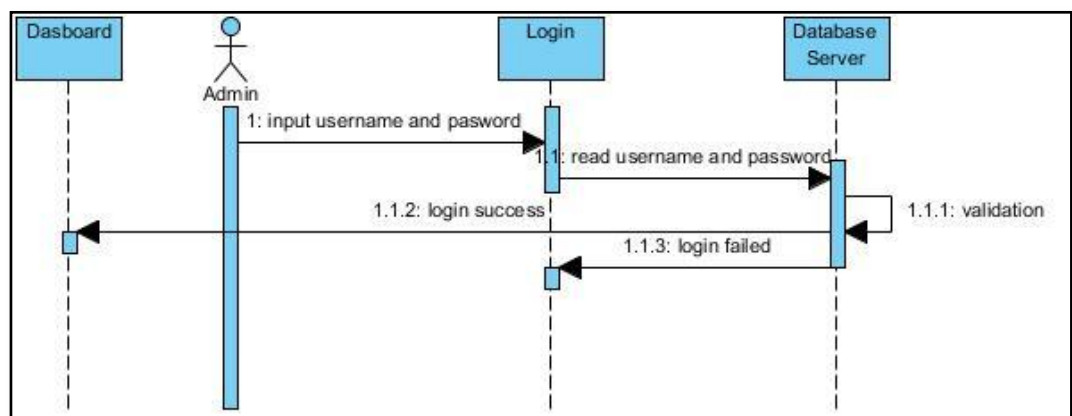 Dasboard
Admin
Login
Database
Server
1: input username and pasword
1.1: read username and password
1.1.1: validation
1.1.2: login success
1.1.3: login failed